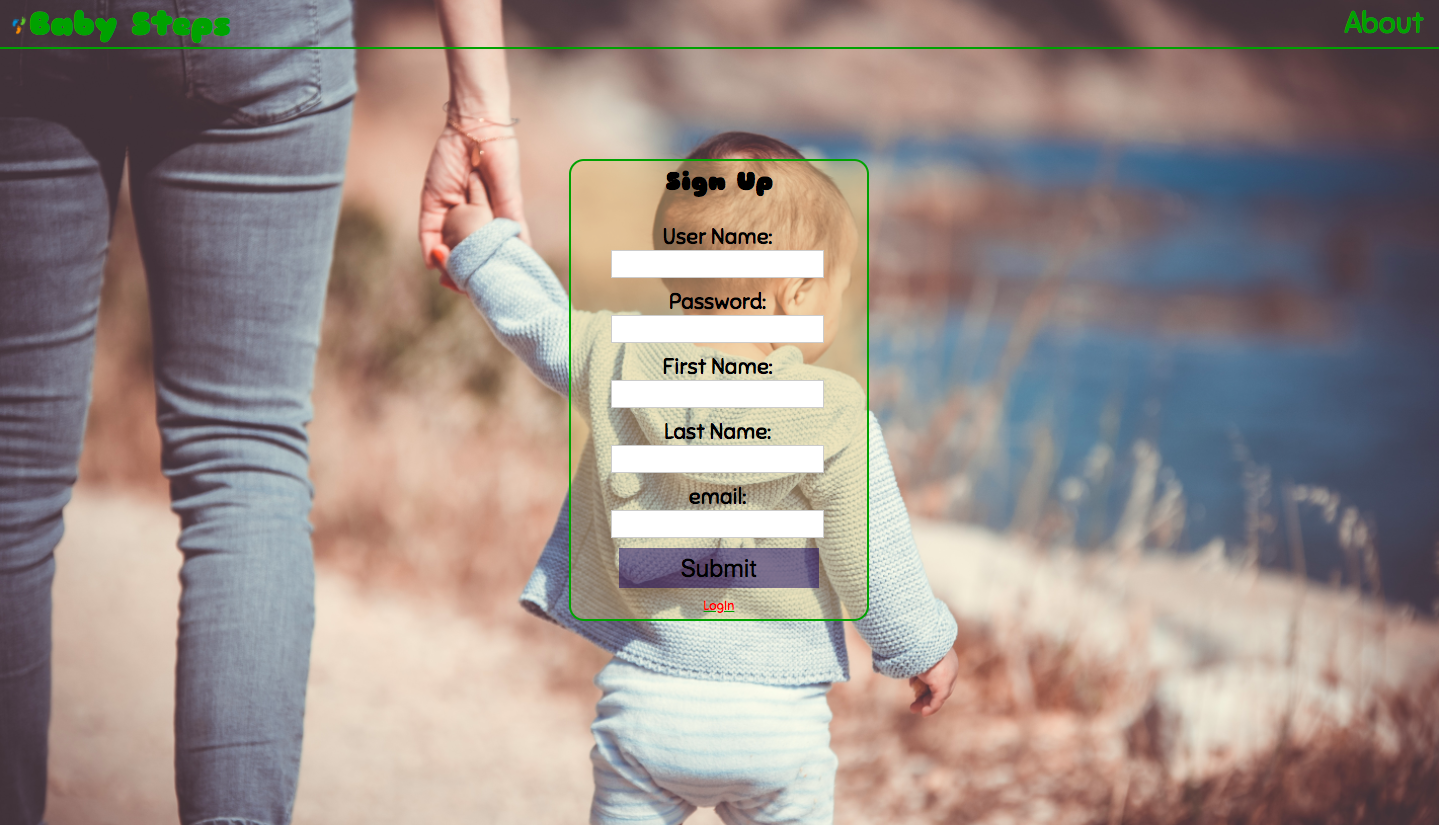 Baby Steps
About
Sign Up
User Name:
Password:
First Name:
Last Name:
email:
Submit
LogIn